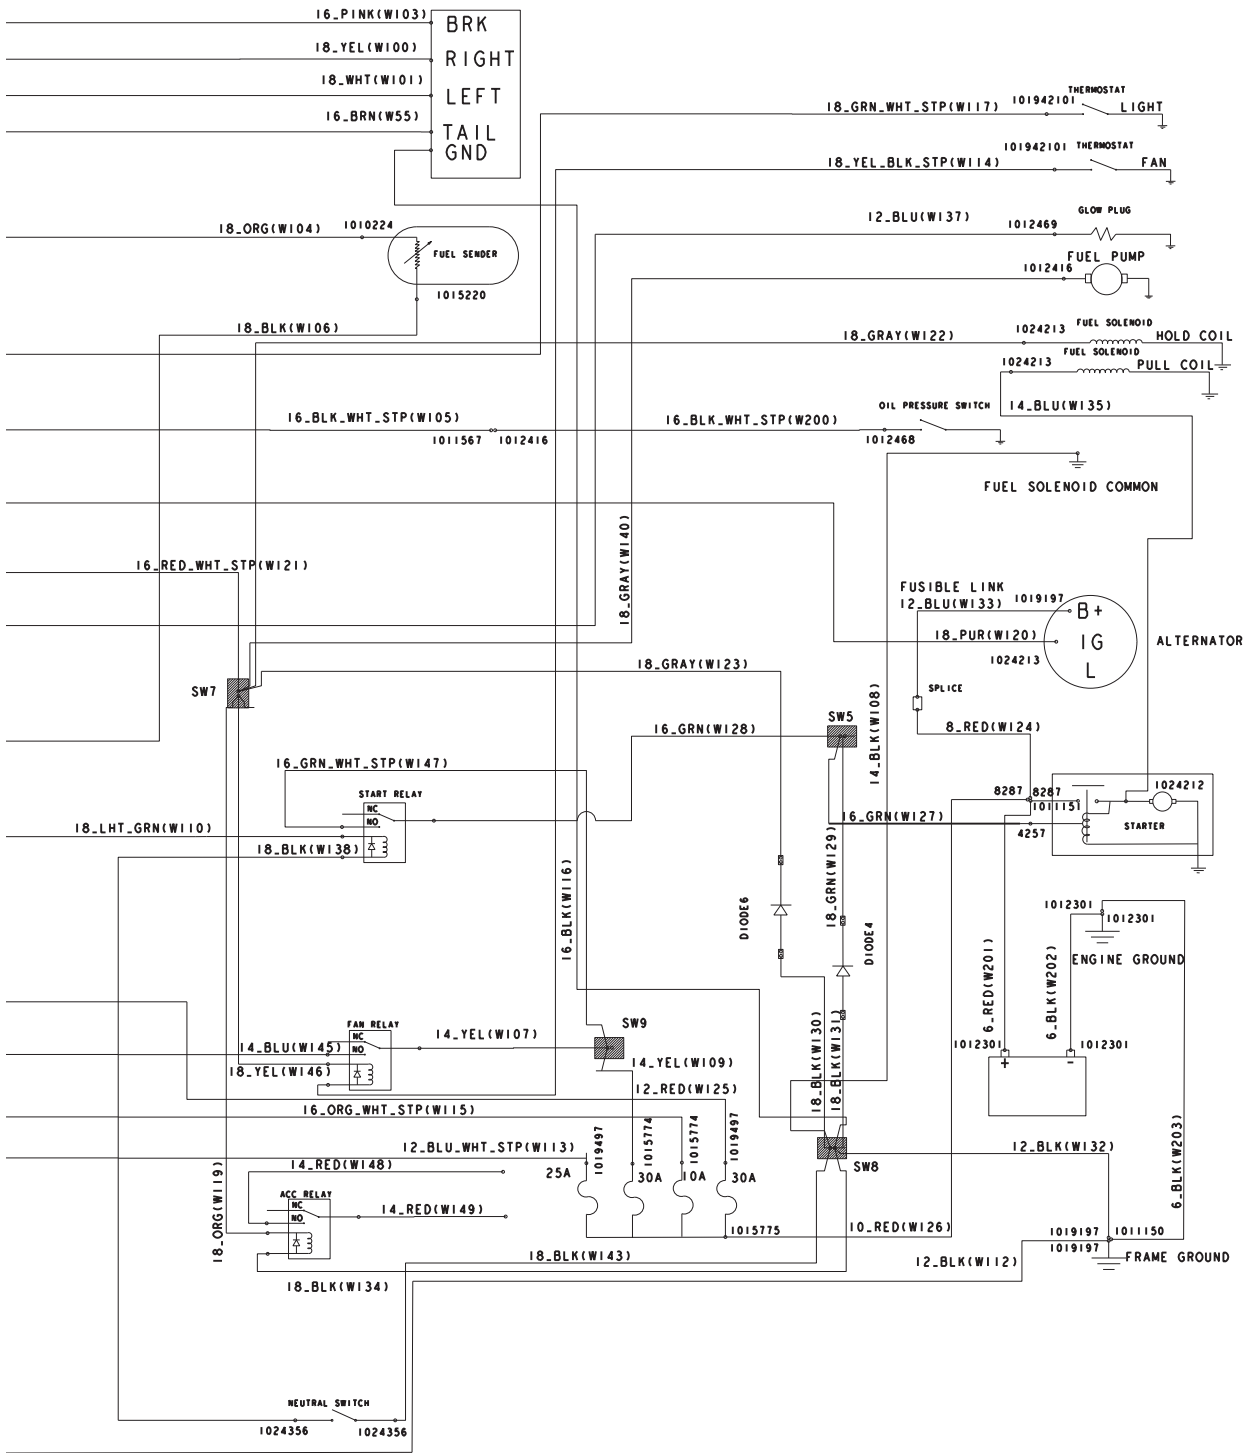 16_PINK(W103)
BRK
18_YEL(W100)
RIGHT
18_WHT(W101)
LEFT
16_BRN(W55)
TAIL
GND
THERMOSTAT
18_GRN_WHT_STP(W117)
101942101
LIGHT
THERMOSTAT
101942101
18_YEL_BLK_STP(W114)
FAN
GLOW PLUG
12_BLU(W137)
1012469
18_ORG(W104)
1010224
FUEL SENDER
FUEL PUMP
1012416
1015220
18_BLK(W106)
18_GRAY(W122)
1024213
FUEL SOLENOID
HOLD COIL
FUEL SOLENOID
1024213
PULL COIL
14_BLU(W135)
OIL PRESSURE SWITCH
16_BLK_WHT_STP(W105)
1011567
1012416
16_BLK_WHT_STP(W200)
1012468
FUEL SOLENOID COMMON
18_GRAY(W140)
16_RED_WHT_STP(W121)
FUSIBLE LINK
12_BLU(W133)
1019197
B+
18_PUR(W120)
IG
ALTERNATOR
1024213
L
18_GRAY(W123)
SW7
SPLICE
14_BLK(W108)
SW5
16_GRN(W128)
8_RED(W124)
16_GRN_WHT_STP(W147)
START RELAY
NC
NO
8287
8287
1011151
1024212
18_LHT_GRN(W110)
16_GRN(W127)
4257
STARTER
18_BLK(W138)
18_GRN(W129)
16_BLK(W116)
DIODE6
DIODE4
1012301
1012301
ENGINE GROUND
6_RED(W201)
6_BLK(W202)
FAN RELAY
NC
NO
14_YEL(W107)
SW9
14_BLU(W145)
18_YEL(W146)
14_YEL(W109)
12_RED(W125)
18_BLK(W130)
18_BLK(W131)
1012301
1012301
+
-
16_ORG_WHT_STP(W115)
12_BLU_WHT_STP(W113)
1019497
1015774
1015774
1019497
12_BLK(W132)
SW8
14_RED(W148)
25A
30A
10A
30A
6_BLK(W203)
18_ORG(W119)
ACC RELAY
NC
NO
14_RED(W149)
1015775
10_RED(W126)
1019197
1011150
1019197
18_BLK(W143)
12_BLK(W112)
FRAME GROUND
18_BLK(W134)
NEUTRAL SWITCH
1024356
1024356